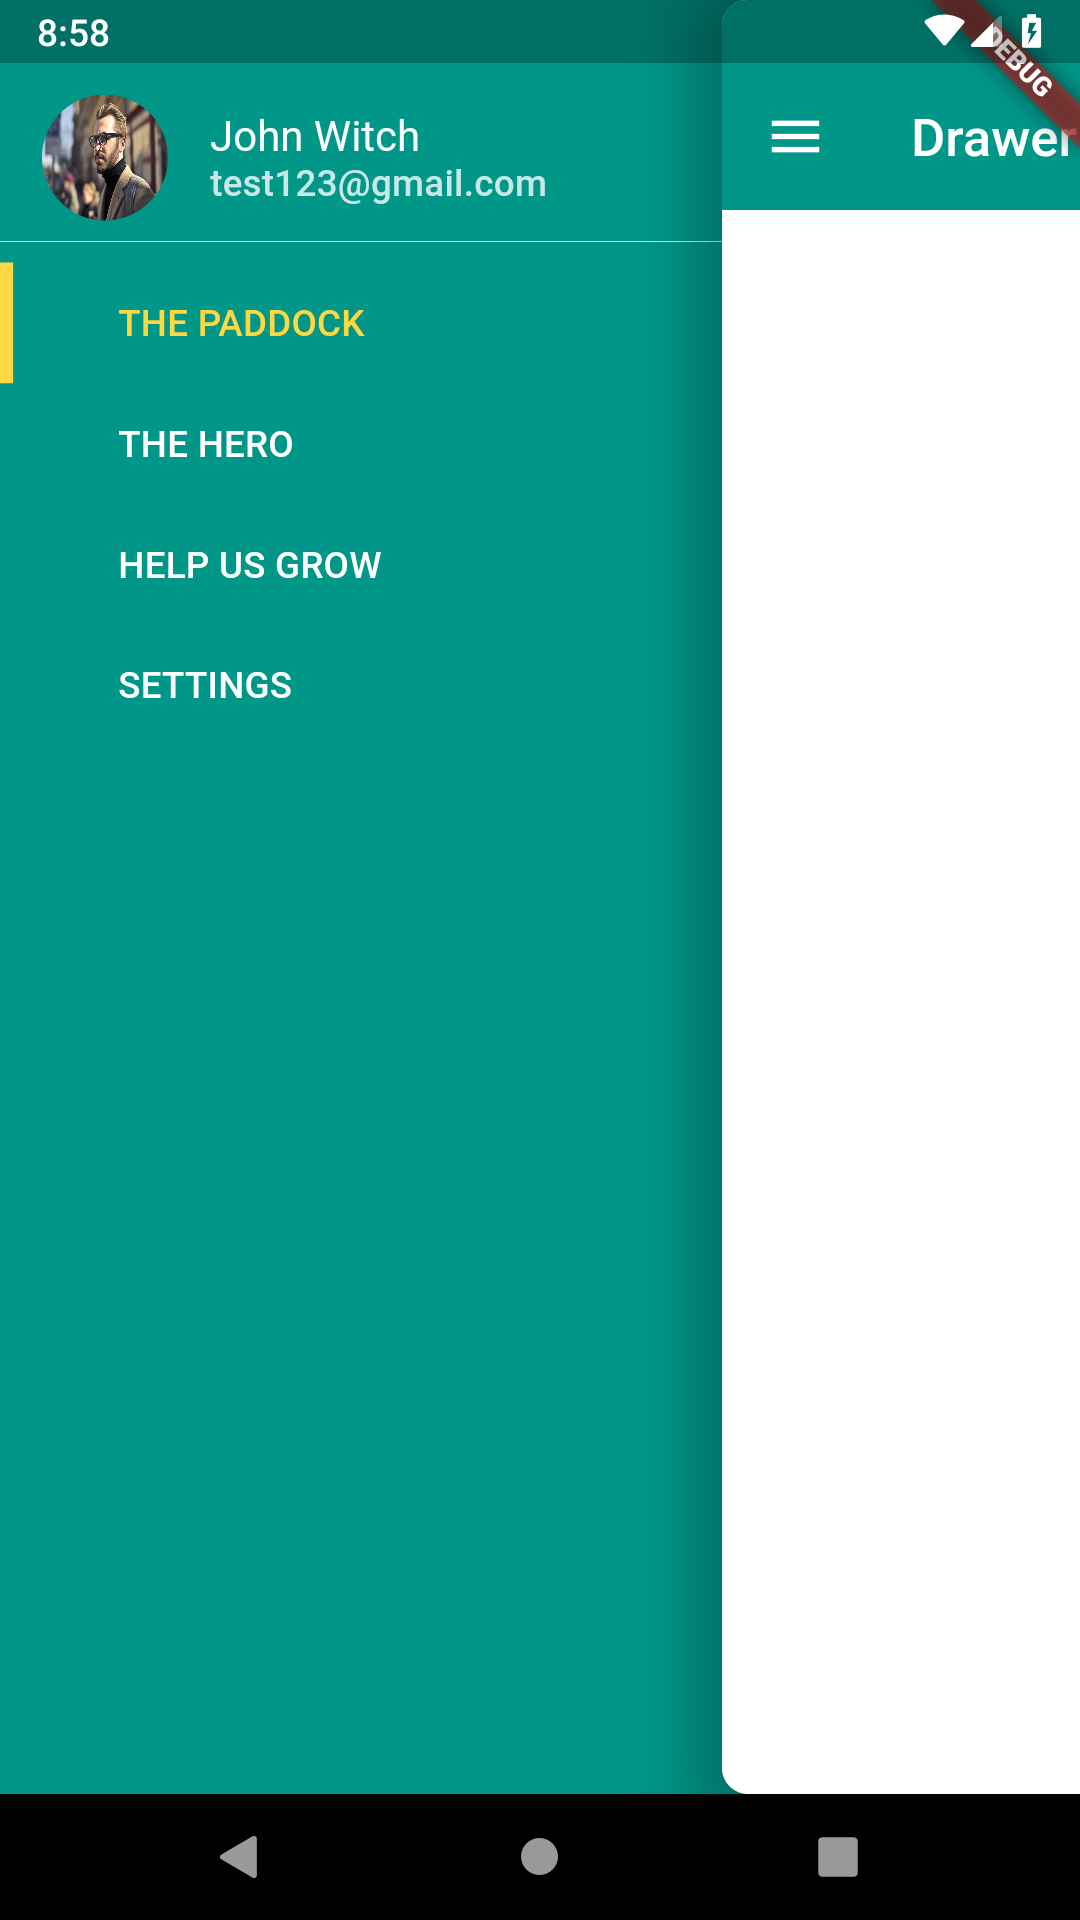 8:58
DEBUG
John Witch
test123@gmail.com
Drawer
THE PADDOCK
THE HERO
HELP US GROW
SETTINGS